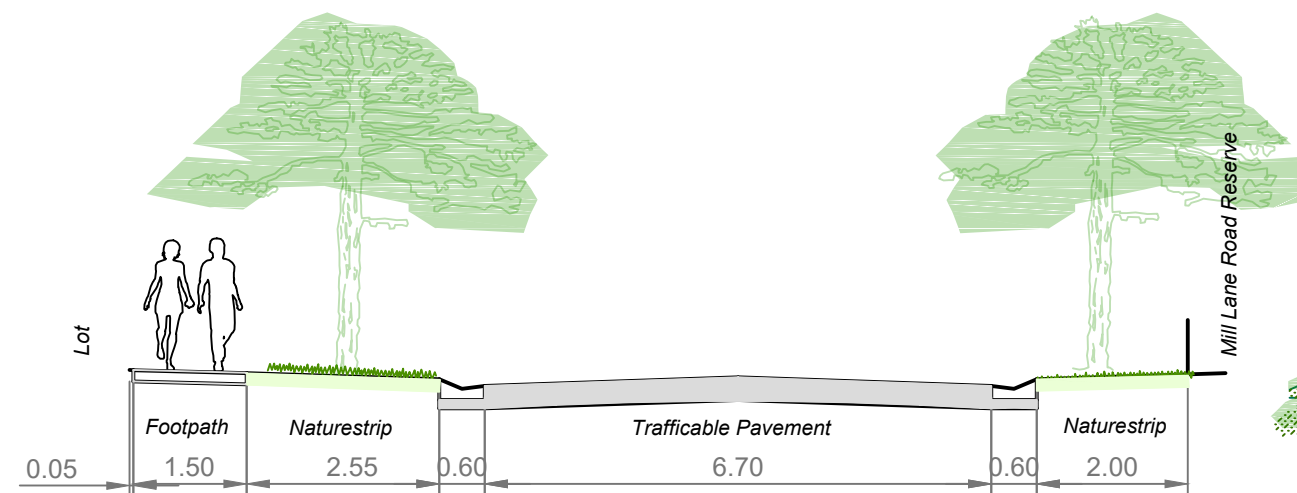 Mill Lane Road Reserve
Lot
Footpath
Naturestrip
Trafficable Pavement
Naturestrip
0.05
1.50
2.55
0.60
6.70
0.60
2.00